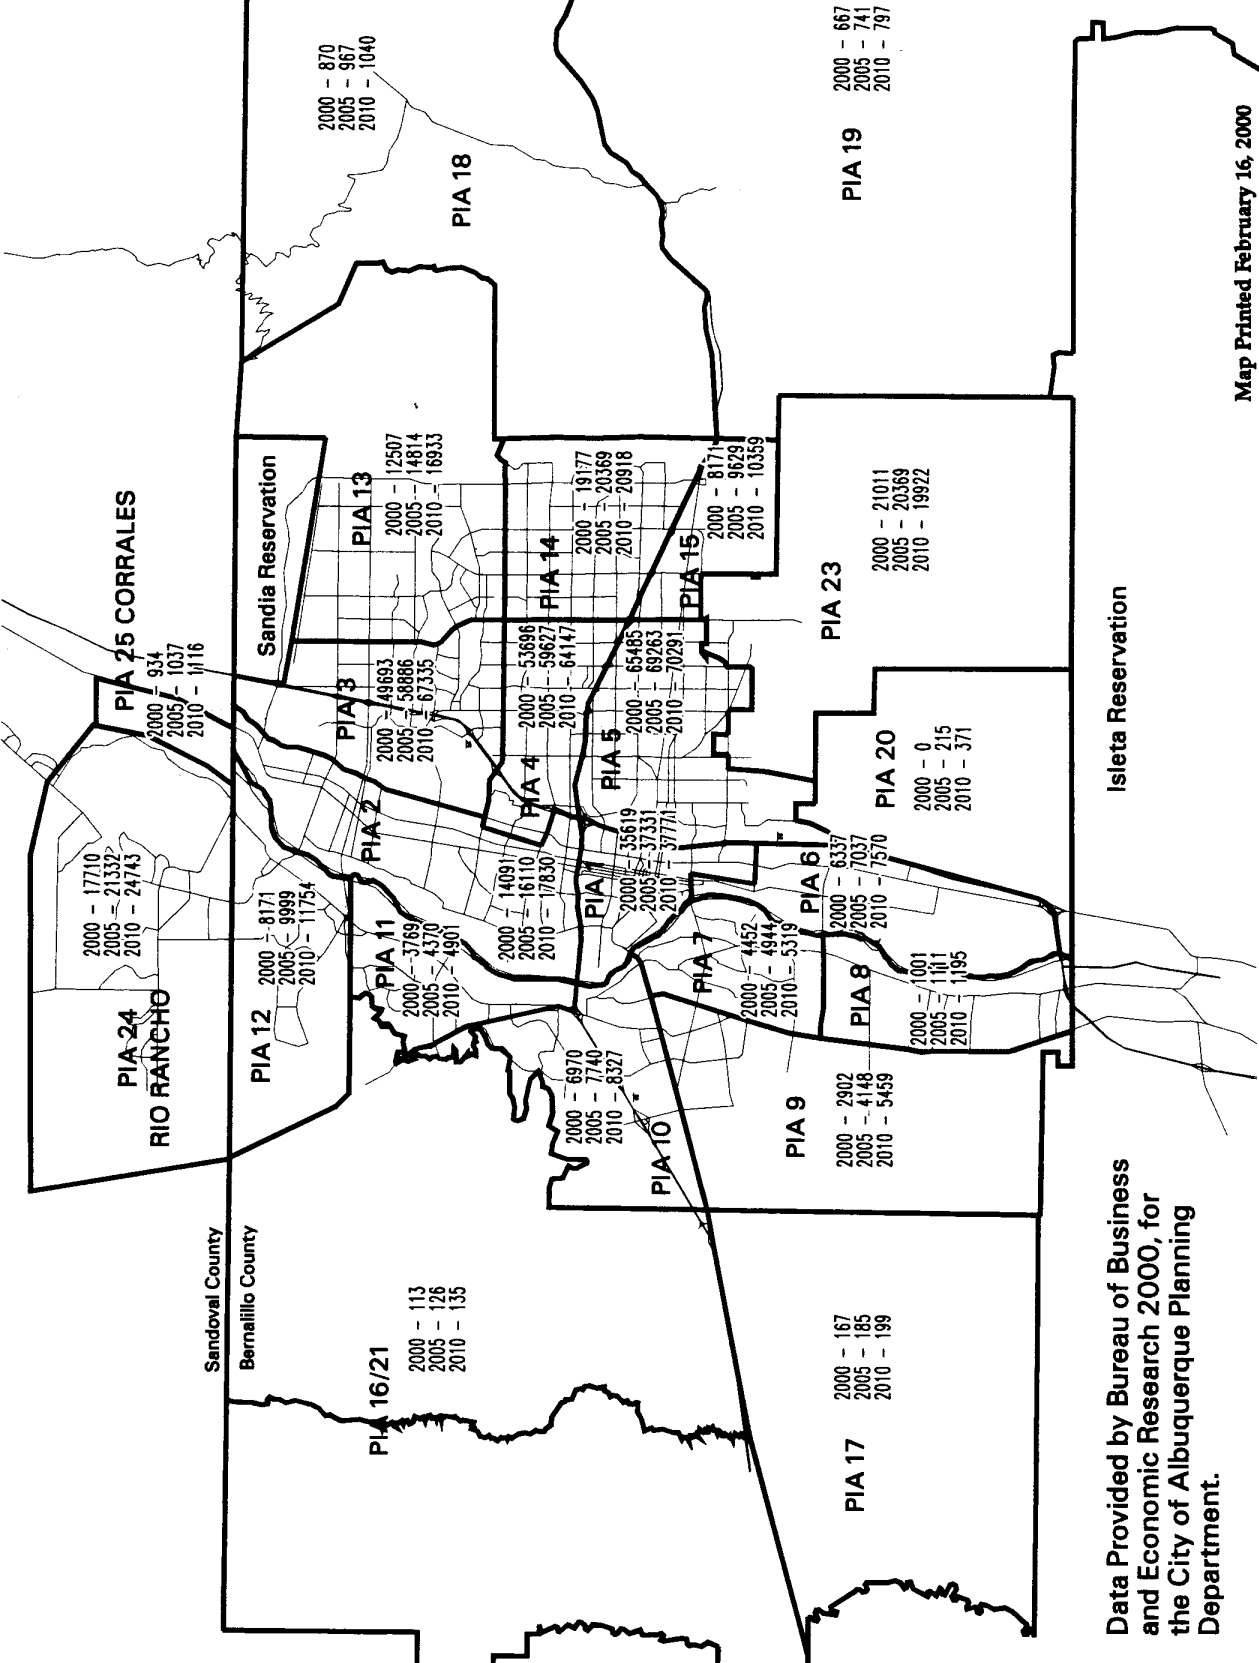 Sandoval County
Bernalillo County
PIA 24
RIO RANCHO
2000 - 17710
2005 - 21332
2010 - 24743
PIA 25 CORRALES
2000 - 934
2005 - 1037
2010 - 1116
Sandia Reservation
PIA 12
2000 - 8171
2005 - 9999
2010 - 11754
PIA 16/21
2000 - 113
2005 - 126
2010 - 135
PIA 11
2000 - 3769
2005 - 4370
2010 - 4901
PIA 2
2000 - 14091
2005 - 16110
2010 - 17830
PIA 3
2000 - 49693
2005 - 58886
2010 - 67335
PIA 13
2000 - 12507
2005 - 14814
2010 - 16933
PIA 18
2000 - 870
2005 - 967
2010 - 1040
PIA 10
2000 - 6970
2005 - 7740
2010 - 8327
PIA 1
2000 - 35619
2005 - 37331
2010 - 37771
PIA 4
2000 - 53696
2005 - 59627
2010 - 64147
PIA 14
2000 - 19177
2005 - 20369
2010 - 20918
PIA 5
2000 - 65485
2005 - 69263
2010 - 70291
PIA 15
2000 - 8171
2005 - 9629
2010 - 10359
PIA 17
2000 - 167
2005 - 185
2010 - 199
PIA 9
2000 - 2902
2005 - 4148
2010 - 5459
PIA 7
2000 - 4452
2005 - 4944
2010 - 5319
PIA 8
2000 - 1001
2005 - 1111
2010 - 1195
PIA 6
2000 - 6337
2005 - 7037
2010 - 7570
PIA 20
2000 - 0
2005 - 215
2010 - 371
PIA 23
2000 - 21011
2005 - 20369
2010 - 19922
PIA 19
2000 - 667
2005 - 741
2010 - 797
Isleta Reservation
Data Provided by Bureau of Business
and Economic Research 2000, for
the City of Albuquerque Planning
Department.
Map Printed February 16, 2000